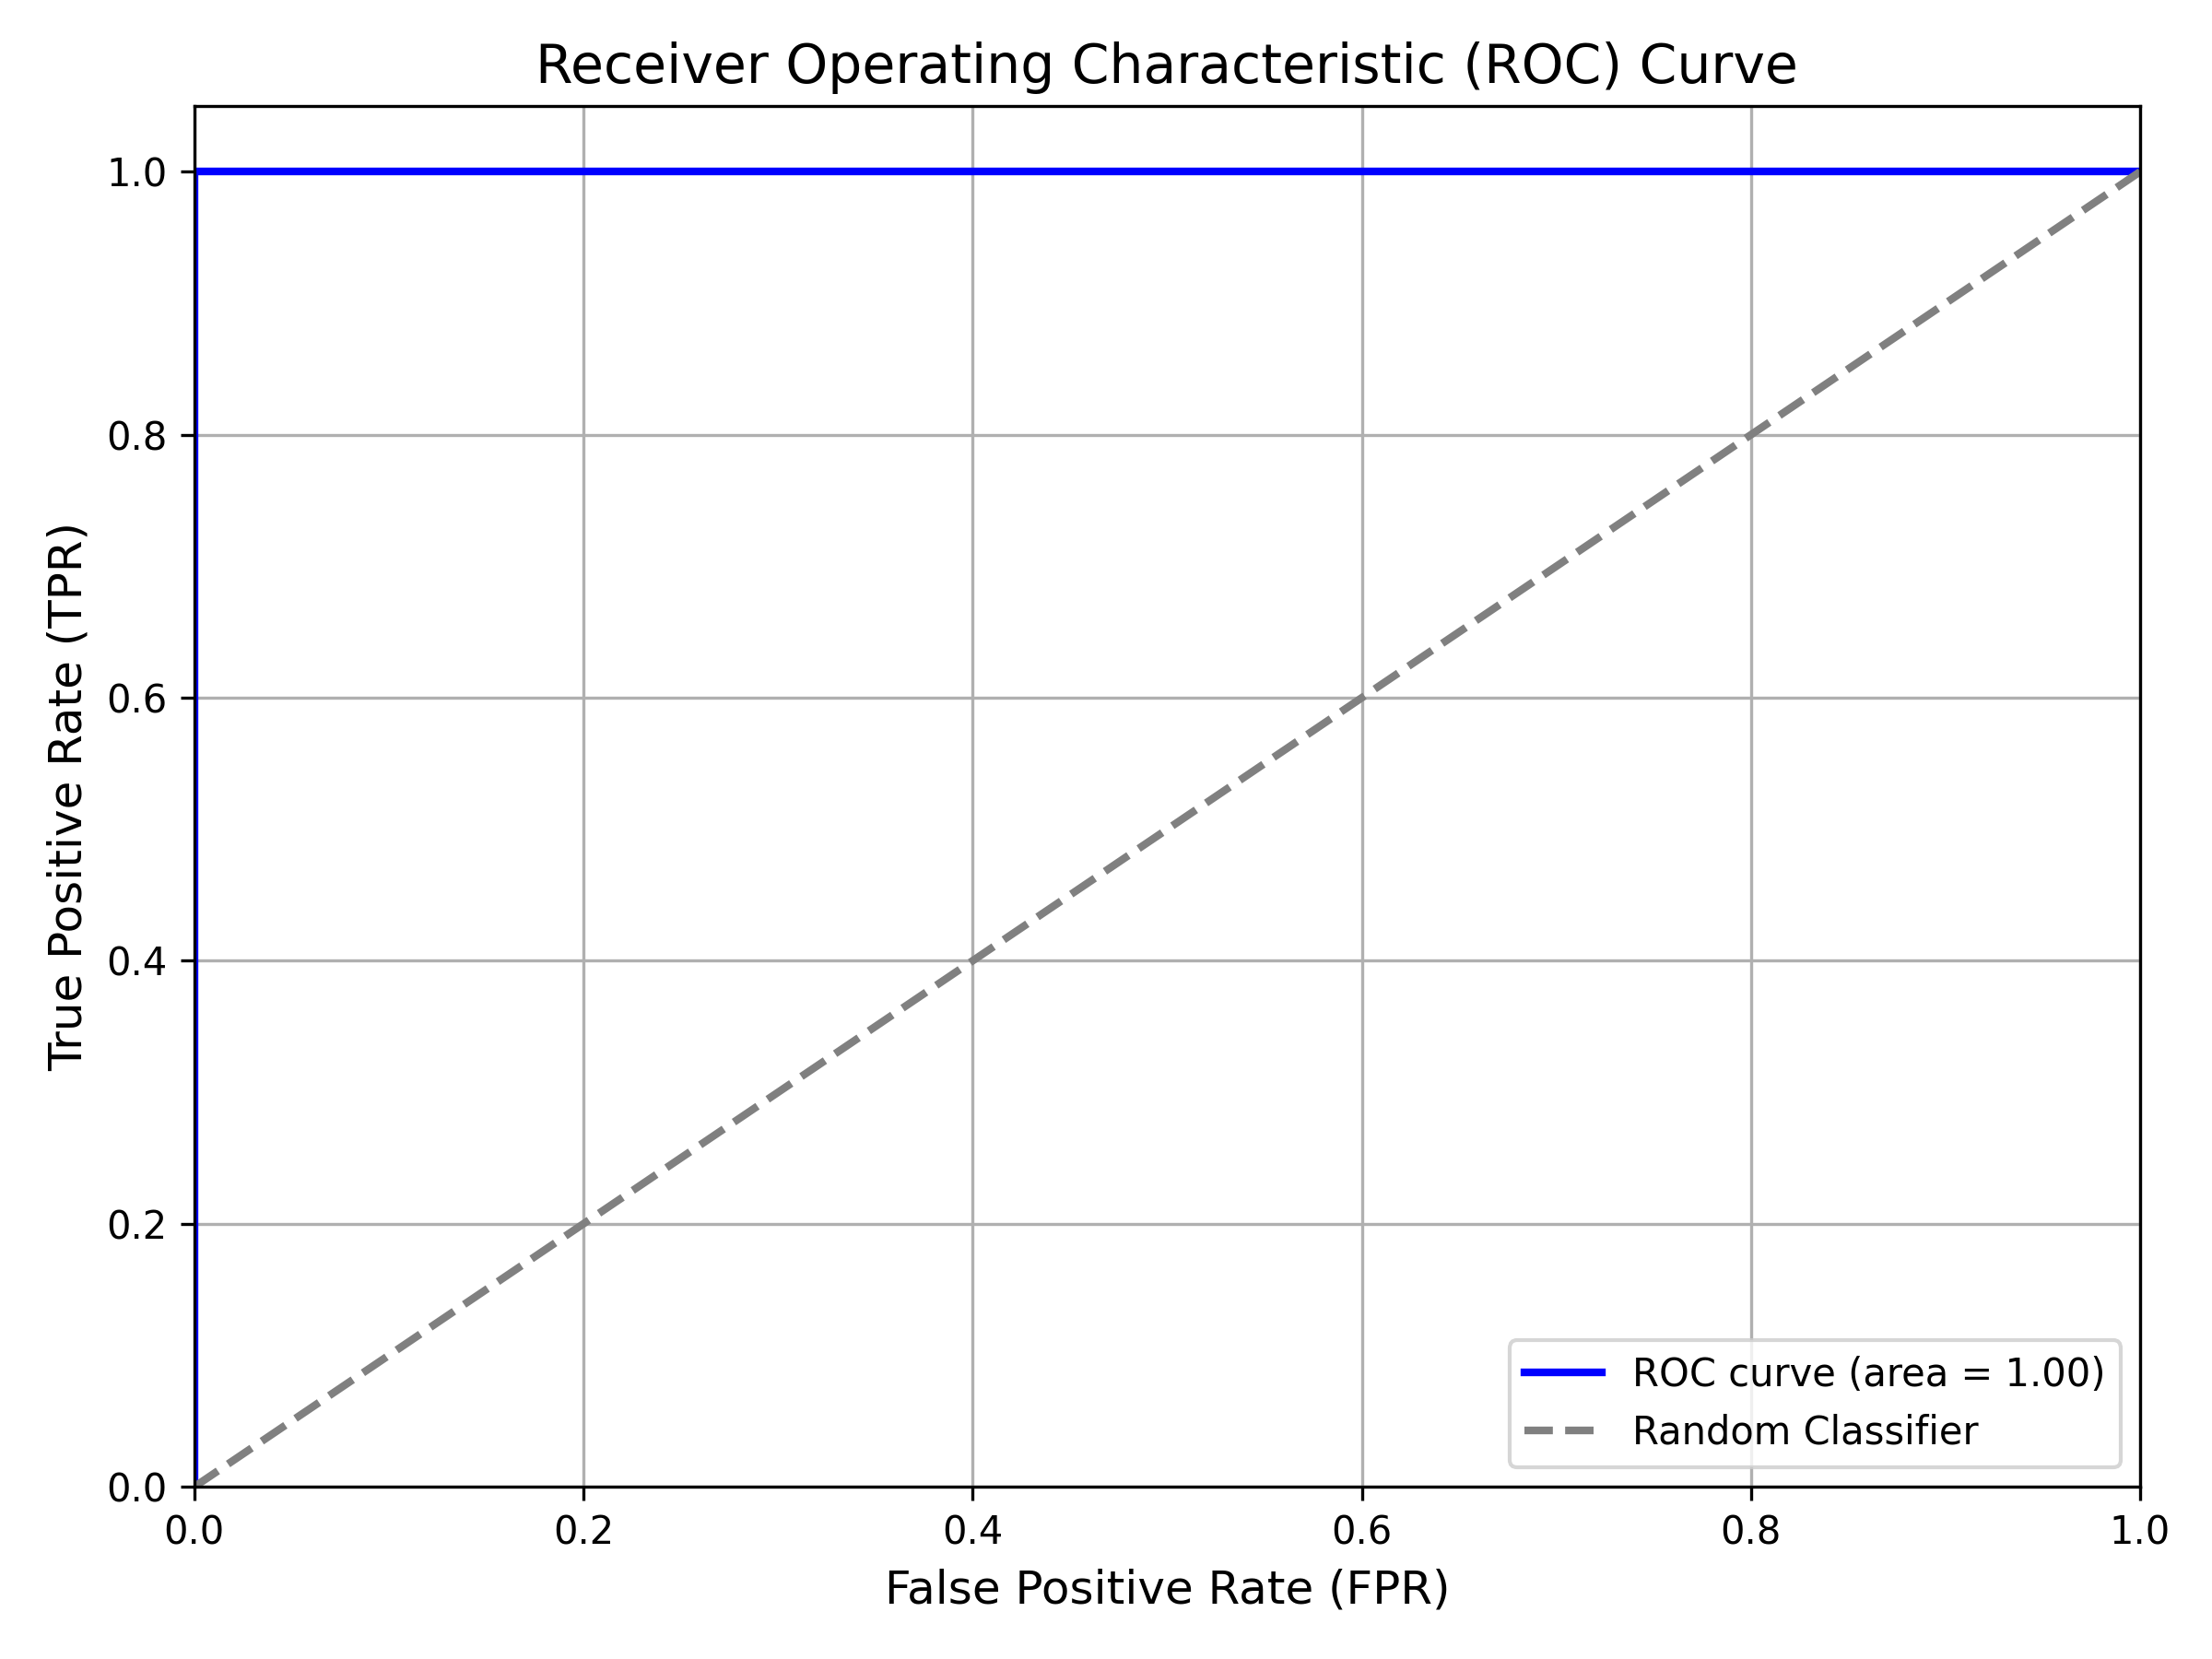 Receiver Operating Characteristic (ROC) Curve
True Positive Rate (TPR)
1.0
0.8
0.6
0.4
0.2
0.0
0.0 0.2 0.4 0.6 0.8 1.0
False Positive Rate (FPR)
ROC curve (area = 1.00)
Random Classifier